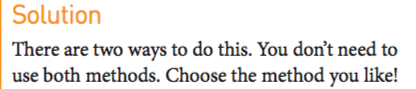 Solution
There are two ways to do this. You don't need to
use both methods. Choose the method you like!